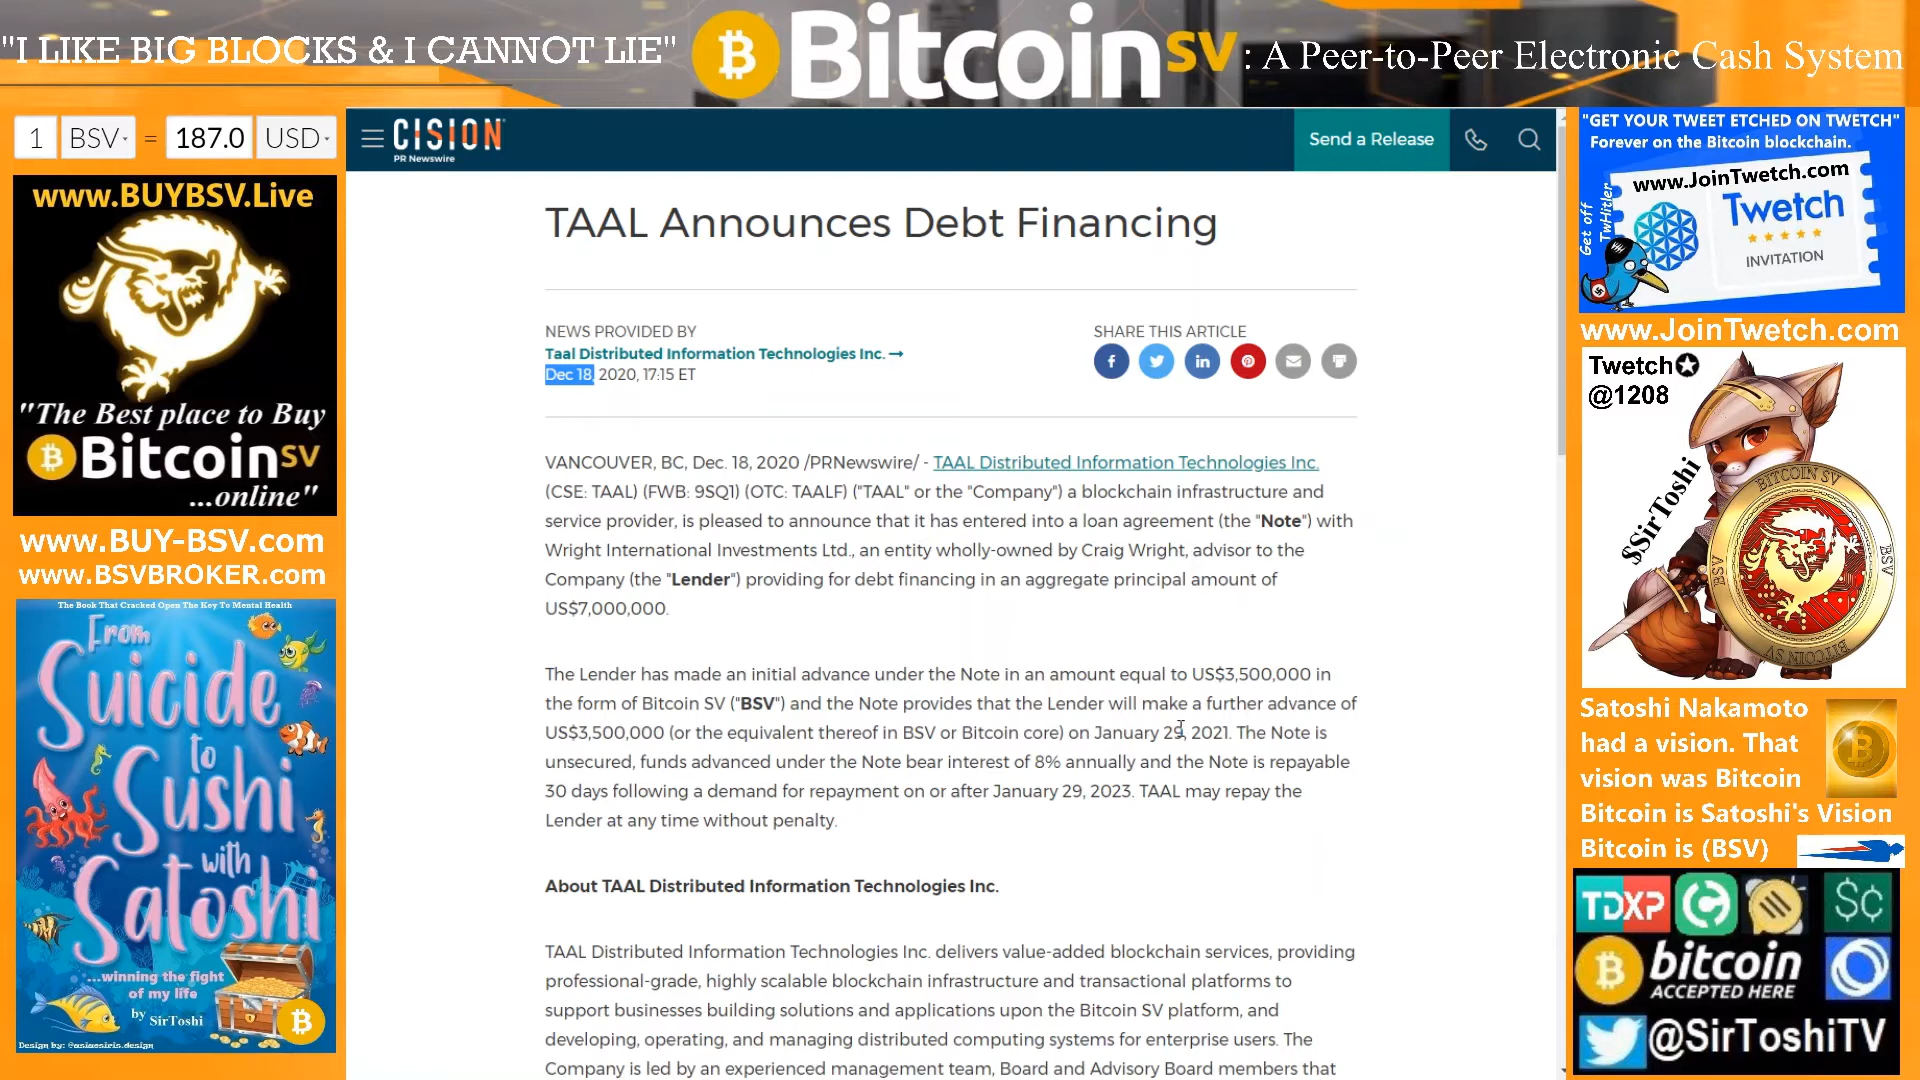 "I LIKE BIG BLOCKS & I CANNOT LIE"
Bitcoin SV : A Peer-to-Peer Electronic Cash System
1 BSV = 187.0 USD
www.BUYBSV.Live
"The Best place to Buy
Bitcoin SV
...online"
www.BUY-BSV.com
www.BSVBROKER.com
The Book That Cracked Open The Key To Mental Health
From
Suicide
to
Sushi
with
Satoshi
...winning the fight
of my life
by SirToshi
Design by: @asiaosiris.design
CISION
PR Newswire
Send a Release
TAAL Announces Debt Financing
NEWS PROVIDED BY
Taal Distributed Information Technologies Inc. →
Dec 18, 2020, 17:15 ET
SHARE THIS ARTICLE
VANCOUVER, BC, Dec. 18, 2020 /PRNewswire/ - TAAL Distributed Information Technologies Inc.
(CSE: TAAL) (FWB: 9SQ1) (OTC: TAALF) ("TAAL" or the "Company") a blockchain infrastructure and
service provider, is pleased to announce that it has entered into a loan agreement (the "Note") with
Wright International Investments Ltd., an entity wholly-owned by Craig Wright, advisor to the
Company (the "Lender") providing for debt financing in an aggregate principal amount of
US$7,000,000.
The Lender has made an initial advance under the Note in an amount equal to US$3,500,000 in
the form of Bitcoin SV ("BSV") and the Note provides that the Lender will make a further advance of
US$3,500,000 (or the equivalent thereof in BSV or Bitcoin core) on January 29, 2021. The Note is
unsecured, funds advanced under the Note bear interest of 8% annually and the Note is repayable
30 days following a demand for repayment on or after January 29, 2023. TAAL may repay the
Lender at any time without penalty.
About TAAL Distributed Information Technologies Inc.
TAAL Distributed Information Technologies Inc. delivers value-added blockchain services, providing
professional-grade, highly scalable blockchain infrastructure and transactional platforms to
support businesses building solutions and applications upon the Bitcoin SV platform, and
developing, operating, and managing distributed computing systems for enterprise users. The
Company is led by an experienced management team, Board and Advisory Board members that
"GET YOUR TWEET ETCHED ON TWETCH"
Forever on the Bitcoin blockchain.
www.JoinTwetch.com
Twetch
INVITATION
Get off
TwHitler
www.JoinTwetch.com
Twetch
@1208
$SirToshi
BITCOIN SV
BSV
BSV
BITCOIN SV
Satoshi Nakamoto
had a vision. That
vision was Bitcoin
Bitcoin is Satoshi's Vision
Bitcoin is (BSV)
TDXP
$C
bitcoin
ACCEPTED HERE
@SirToshiTV